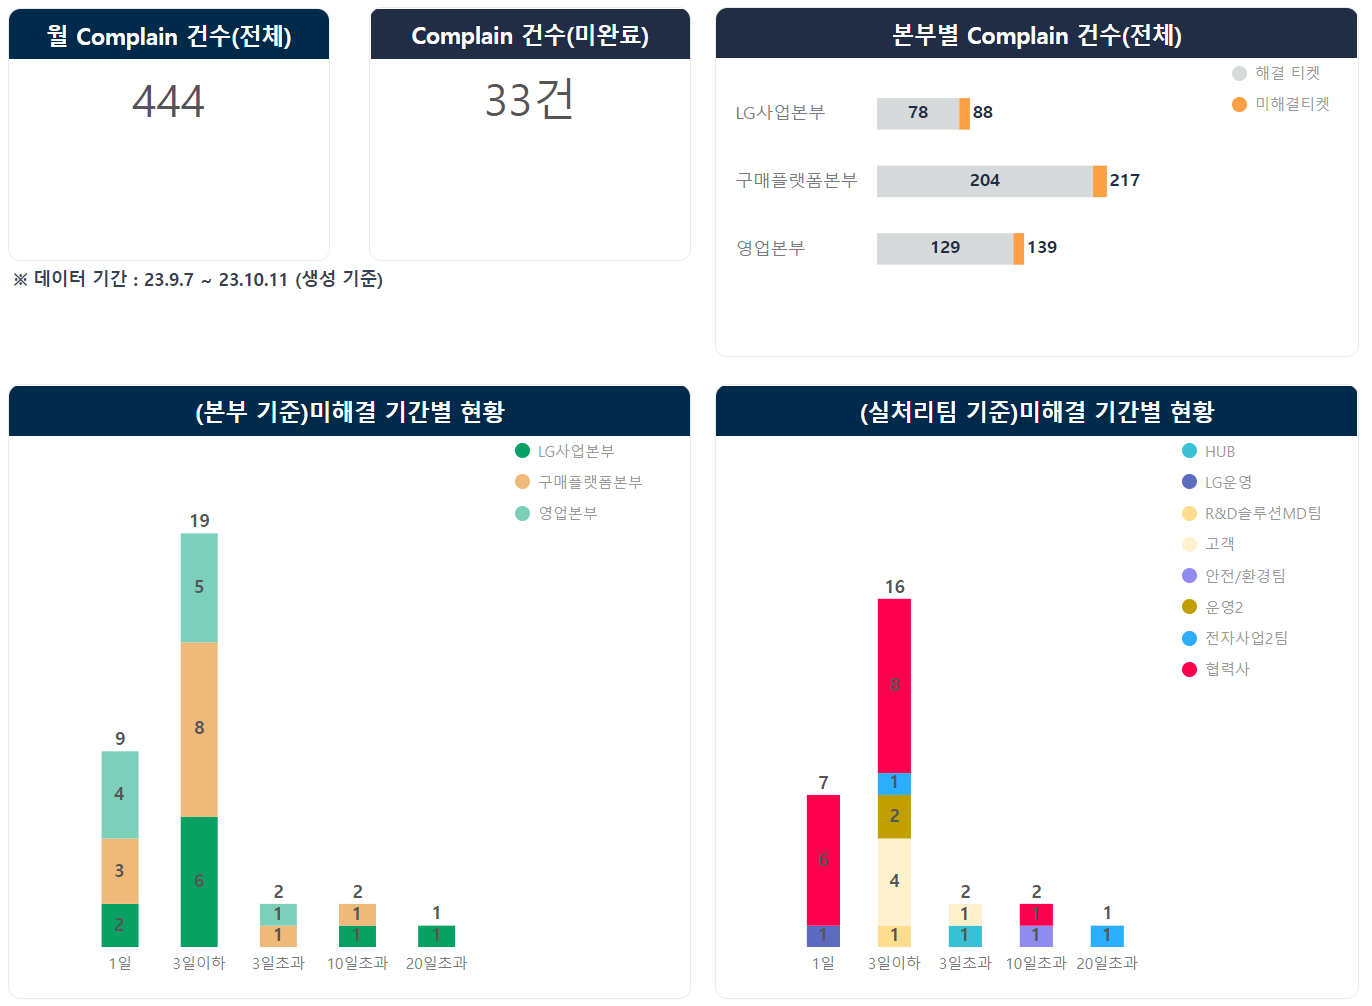 월 Complain 건수(전체)
444
Complain 건수(미완료)
33건
※ 데이터 기간 : 23.9.7 ~ 23.10.11 (생성 기준)
본부별 Complain 건수(전체)
해결 티켓
미해결티켓
LG사업본부 78 88
구매플랫폼본부 204 217
영업본부 129 139
(본부 기준)미해결 기간별 현황
LG사업본부
구매플랫폼본부
영업본부
19
5
8
6
9
4
3
2
2
1
1
2
1
1
1
1
1일 3일이하 3일초과 10일초과 20일초과
(실처리팀 기준)미해결 기간별 현황
HUB
LG운영
R&D솔루션MD팀
고객
안전/환경팀
운영2
전자사업2팀
협력사
16
8
1
2
4
1
7
6
1
2
1
1
2
1
1
1
1
1일 3일이하 3일초과 10일초과 20일초과